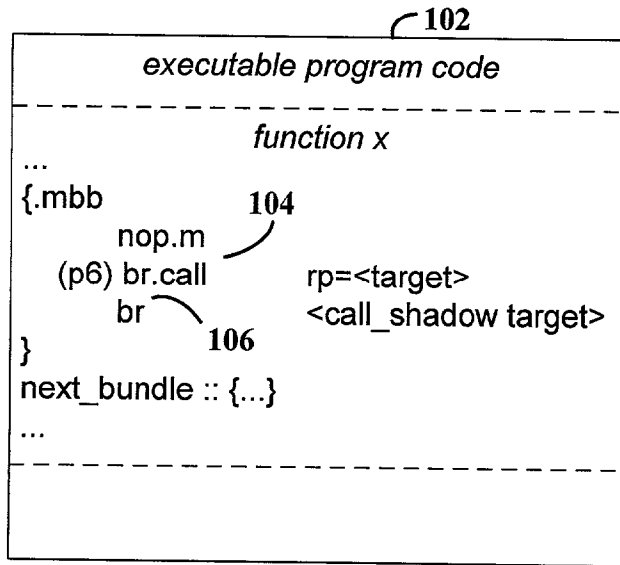 102
executable program code
function x
...
{.mbb
104
nop.m
(p6) br.call rp=<target>
br <call_shadow target>
106
}
next_bundle :: {...}
...